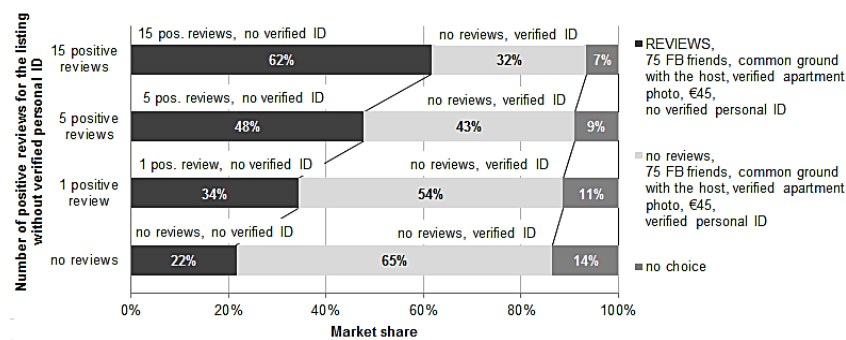 Number of positive reviews for the listing
without verified personal ID
15 positive
reviews
15 pos. reviews, no verified ID
no reviews, verified ID
62%
32%
7%
5 positive
reviews
5 pos. reviews, no verified ID
no reviews, verified ID
48%
43%
9%
1 positive
review
1 pos. review, no verified ID
no reviews, verified ID
34%
54%
11%
no reviews
no reviews, no verified ID
no reviews, verified ID
22%
65%
14%
0%
20%
40%
60%
80%
100%
Market share
REVIEWS,
75 FB friends, common ground
with the host, verified apartment
photo, €45,
no verified personal ID
no reviews,
75 FB friends, common ground
with the host, verified apartment
photo, €45,
verified personal ID
no choice